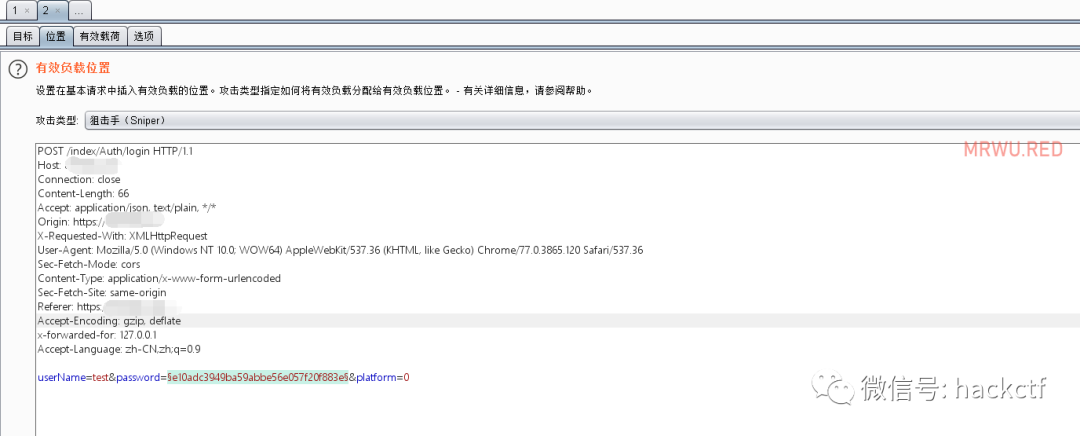 1 ×
2 ×
...
目标
位置
有效载荷
选项
?
有效负载位置
设置在基本请求中插入有效负载的位置。攻击类型指定如何将有效负载分配给有效负载位置。 - 有关详细信息，请参阅帮助。
攻击类型:
狙击手（Sniper）
MRWU.RED
POST /index/Auth/login HTTP/1.1
Host:
Connection: close
Content-Length: 66
Accept: application/json, text/plain, */*
Origin: https:/
X-Requested-With: XMLHttpRequest
User-Agent: Mozilla/5.0 (Windows NT 10.0; WOW64) AppleWebKit/537.36 (KHTML, like Gecko) Chrome/77.0.3865.120 Safari/537.36
Sec-Fetch-Mode: cors
Content-Type: application/x-www-form-urlencoded
Sec-Fetch-Site: same-origin
Referer: https:
Accept-Encoding: gzip, deflate
x-forwarded-for: 127.0.0.1
Accept-Language: zh-CN,zh;q=0.9
userName=test&password=§e10adc3949ba59abbe56e057f20f883e§&platform=0
微信号: hackctf